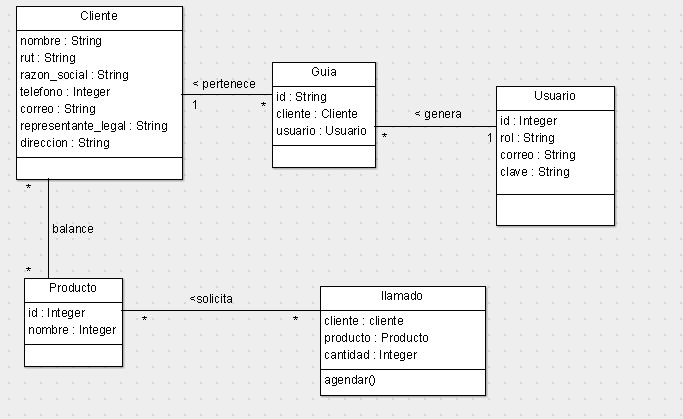 Cliente
nombre : String
rut : String
razon_social : String
telefono : Integer
correo : String
representante_legal : String
direccion : String
< pertenece
1
*
Guia
id : String
cliente : Cliente
usuario : Usuario
< genera
*
1
Usuario
id : Integer
rol : String
correo : String
clave : String
*
balance
*
Producto
id : Integer
nombre : Integer
<solicita
*
*
llamado
cliente : cliente
producto : Producto
cantidad : Integer
agendar()